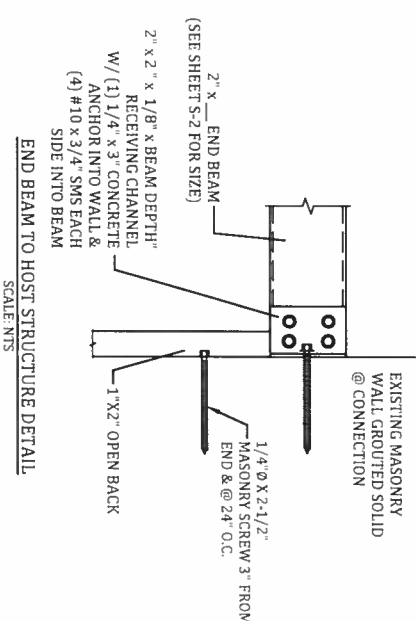 EXISTING MASONRY
WALL GROUTED SOLID
@ CONNECTION
2" x __ END BEAM
(SEE SHEET S-2 FOR SIZE)
1/4"Ø X 2-1/2"
MASONRY SCREW 3" FROM
END & @ 24" O.C.
2" x 2" x 1/8" x BEAM DEPTH"
RECEIVING CHANNEL
W/ (1) 1/4" x 3" CONCRETE
ANCHOR INTO WALL &
(4) #10 x 3/4" SMS EACH
SIDE INTO BEAM
1"X2" OPEN BACK
END BEAM TO HOST STRUCTURE DETAIL
SCALE: NTS